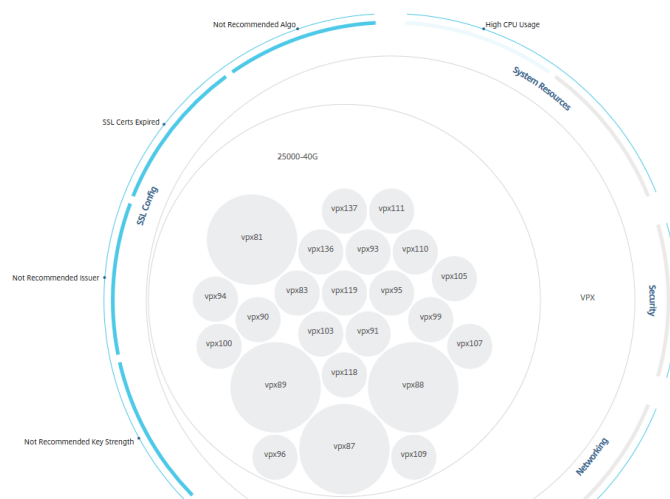 Not Recommended Algo
High CPU Usage
System Resources
SSL Certs Expired
25000-40G
SSL Config
vpx137
vpx111
vpx81
vpx136
vpx93
vpx110
vpx105
Not Recommended Issuer
vpx94
vpx83
vpx119
vpx95
VPX
Security
vpx90
vpx99
vpx103
vpx91
vpx100
vpx107
vpx118
vpx89
vpx88
Not Recommended Key Strength
vpx87
vpx96
vpx109
Networking